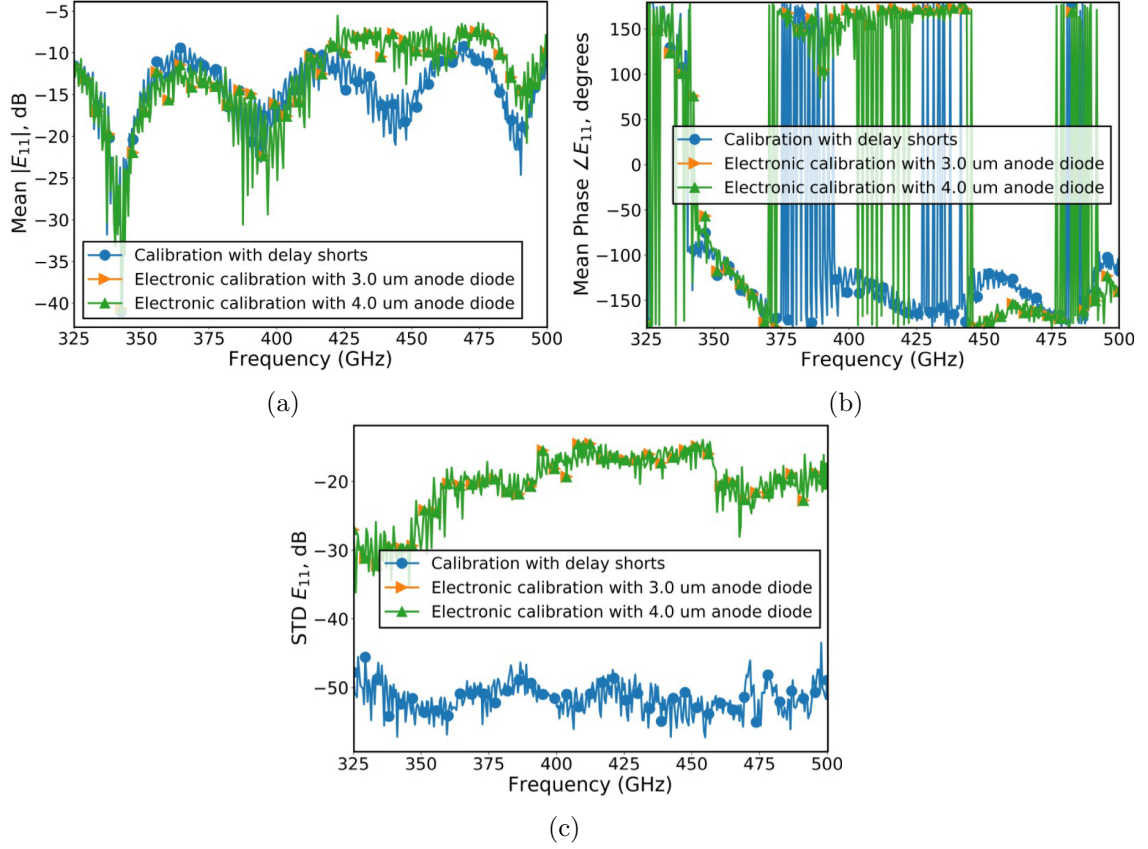 −5
−10
−15
−20
−25
−30
−35
−40
Mean |E₁₁|, dB
Calibration with delay shorts
Electronic calibration with 3.0 um anode diode
Electronic calibration with 4.0 um anode diode
325 350 375 400 425 450 475 500
Frequency (GHz)
(a)
150
100
50
0
−50
−100
−150
Mean Phase ∠E₁₁, degrees
Calibration with delay shorts
Electronic calibration with 3.0 um anode diode
Electronic calibration with 4.0 um anode diode
325 350 375 400 425 450 475 500
Frequency (GHz)
(b)
−20
−30
−40
−50
STD E₁₁, dB
Calibration with delay shorts
Electronic calibration with 3.0 um anode diode
Electronic calibration with 4.0 um anode diode
325 350 375 400 425 450 475 500
Frequency (GHz)
(c)